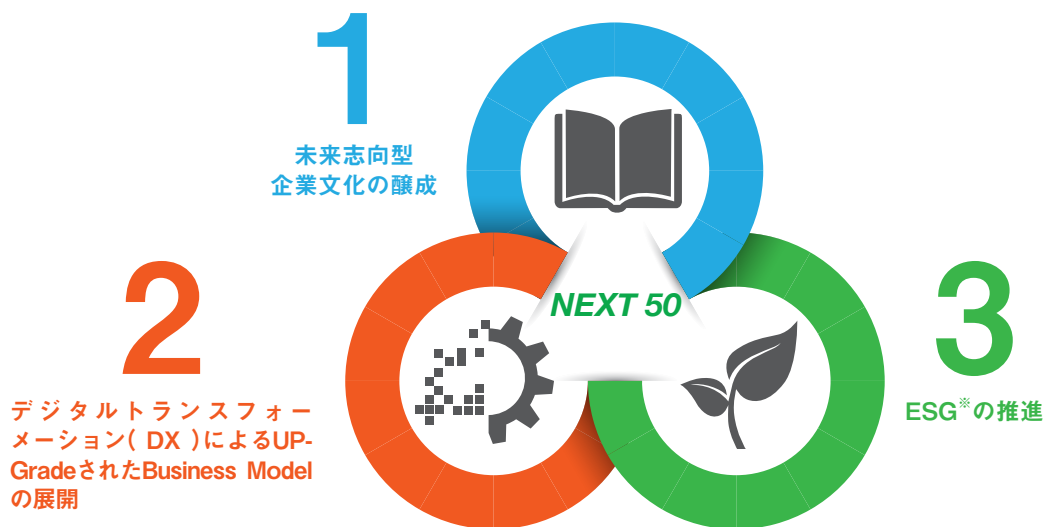 1
未来志向型
企業文化の醸成
NEXT 50
2
デジタルトランスフォー
メーション( DX )によるUP-
GradeされたBusiness Model
の展開
3
ESG※の推進